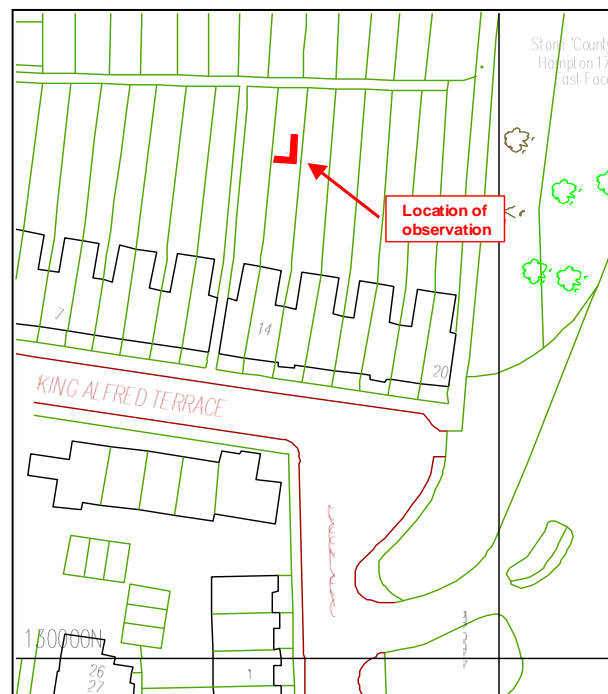 Stone 'County
Hampton 17
East Face
Location of
observation
7
14
20
KING ALFRED TERRACE
130000N
26
27
1